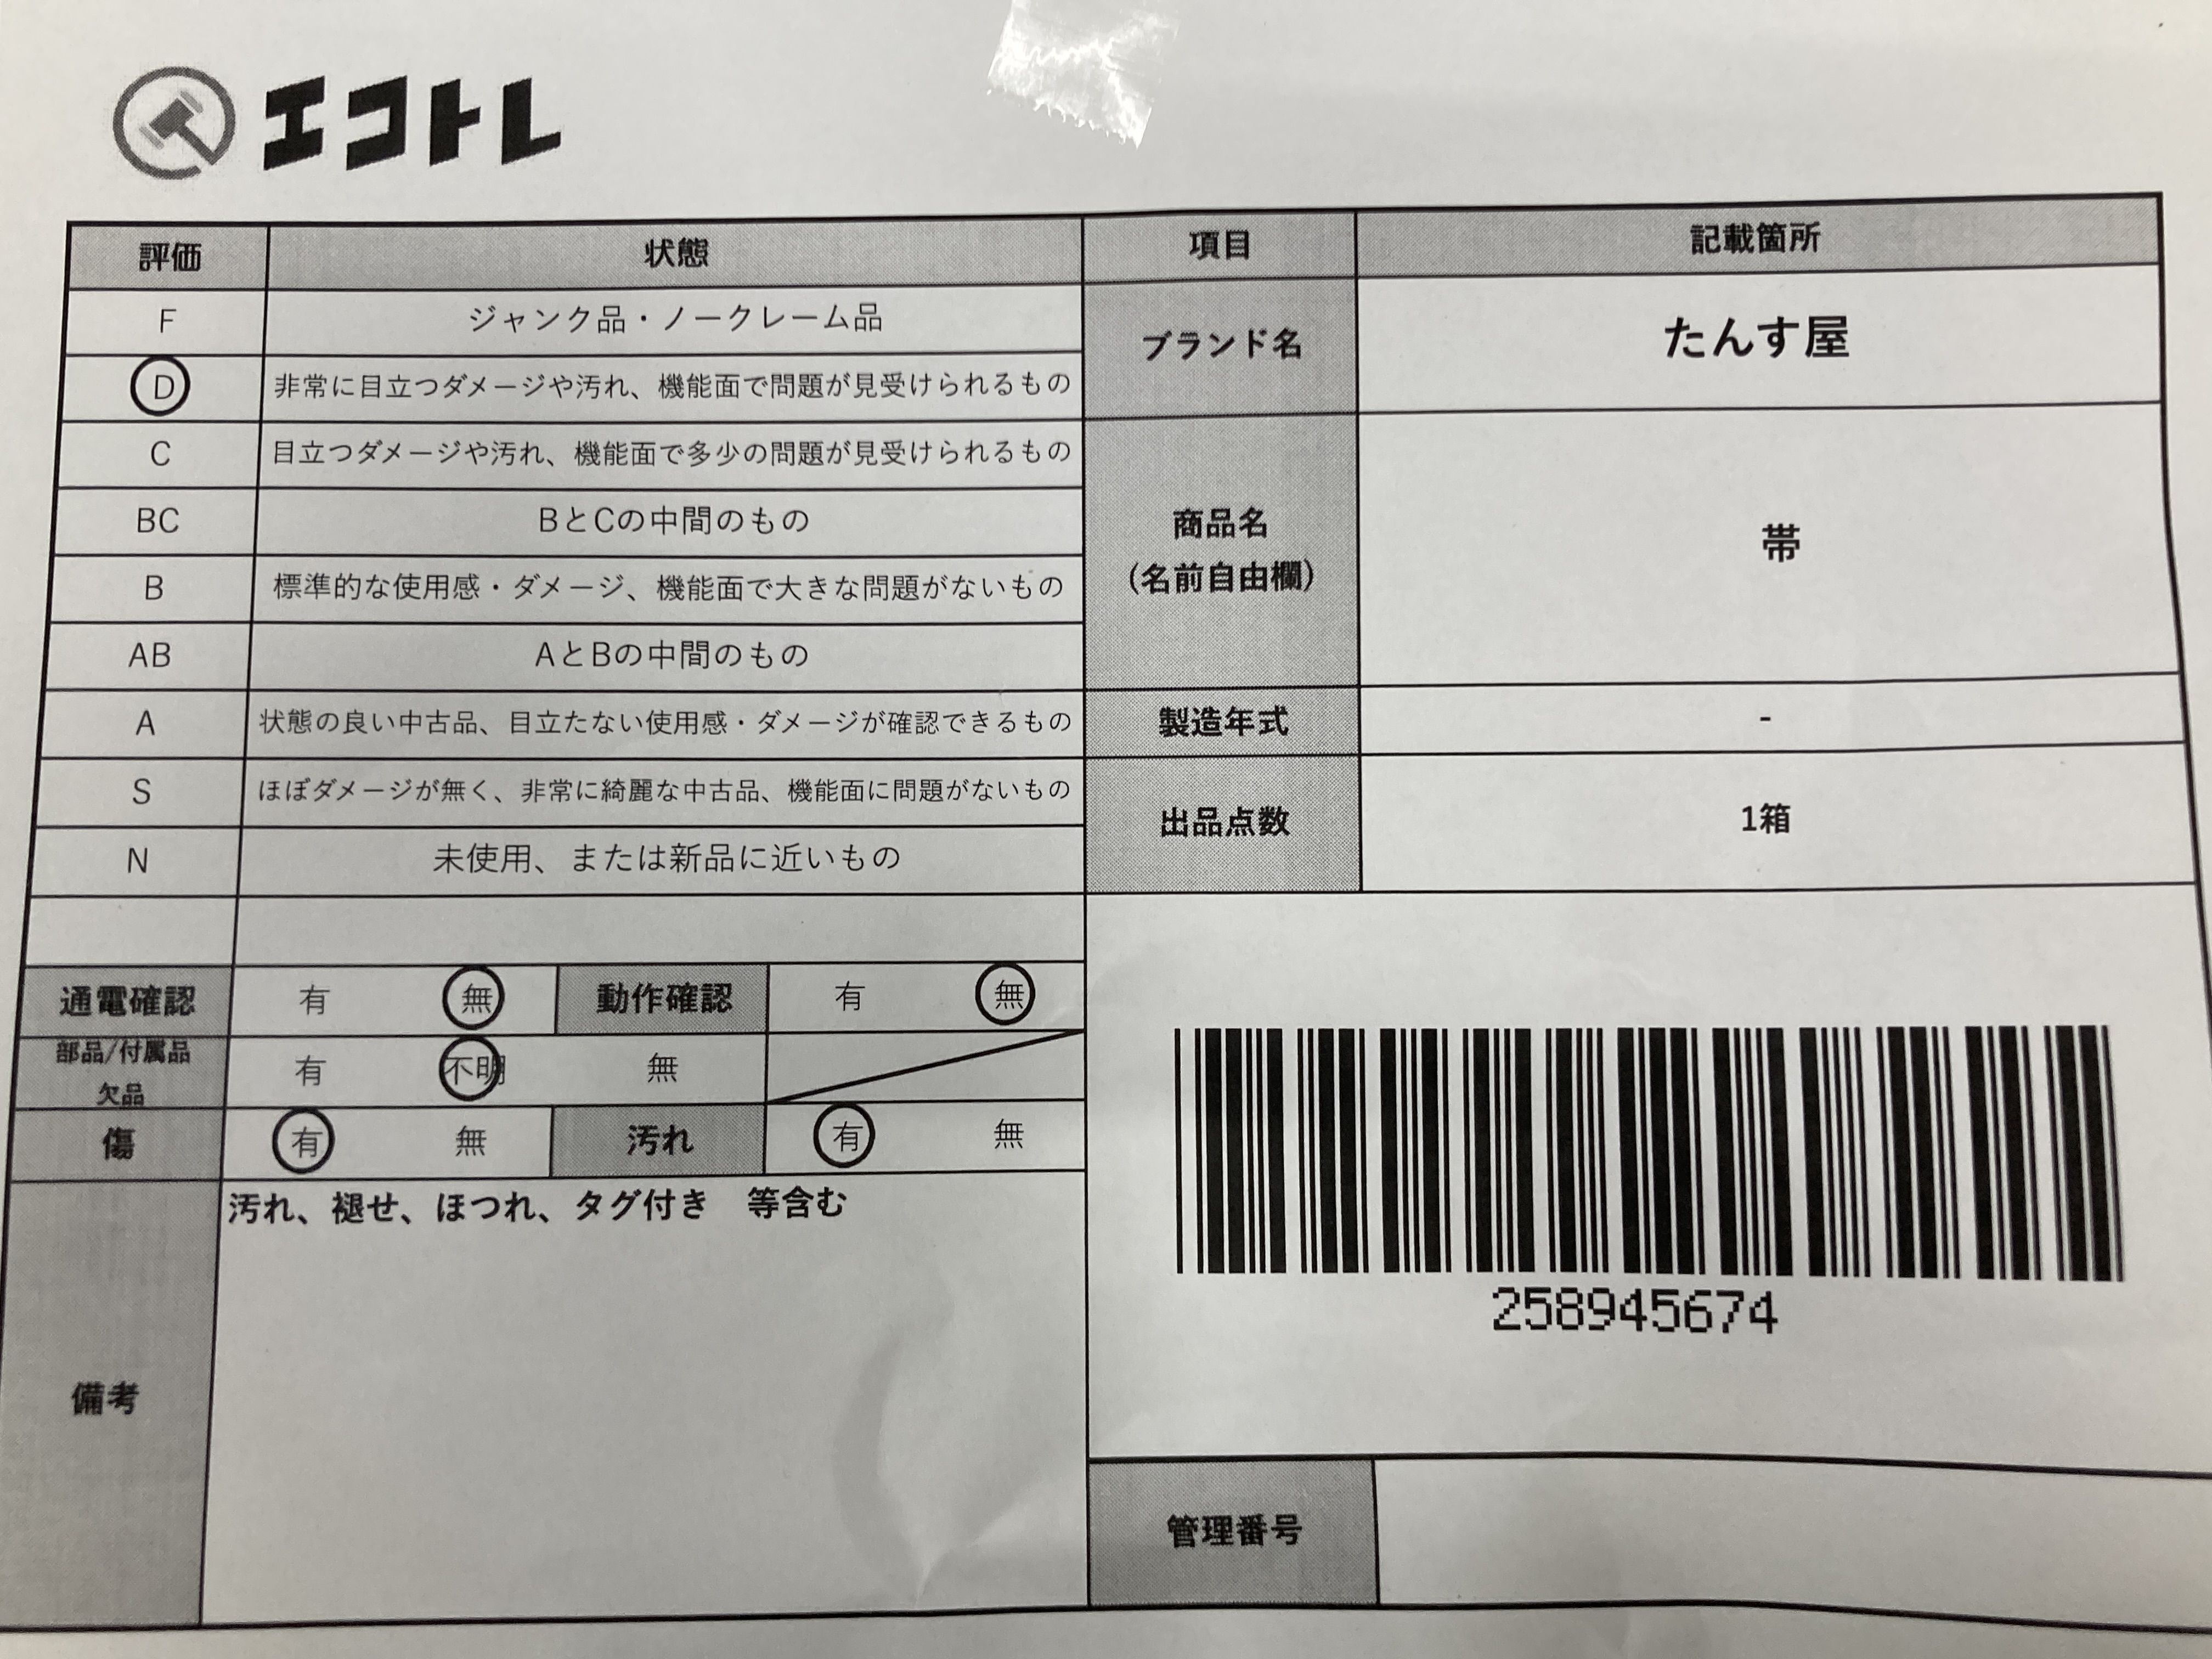 エコトレ
評価 状態 項目 記載箇所
F ジャンク品・ノークレーム品
D 非常に目立つダメージや汚れ、機能面で問題が見受けられるもの
ブランド名 たんす屋
C 目立つダメージや汚れ、機能面で多少の問題が見受けられるもの
BC BとCの中間のもの
B 標準的な使用感・ダメージ、機能面で大きな問題がないもの
商品名
(名前自由欄)
帯
AB AとBの中間のもの
A 状態の良い中古品、目立たない使用感・ダメージが確認できるもの
製造年式 -
S ほぼダメージが無く、非常に綺麗な中古品、機能面に問題がないもの
出品点数 1箱
N 未使用、または新品に近いもの
通電確認 有 無 動作確認 有 無
部品/付属品
欠品
有 不明 無
傷 有 無 汚れ 有 無
備考
汚れ、褪せ、ほつれ、タグ付き　等含む
258945674
管理番号